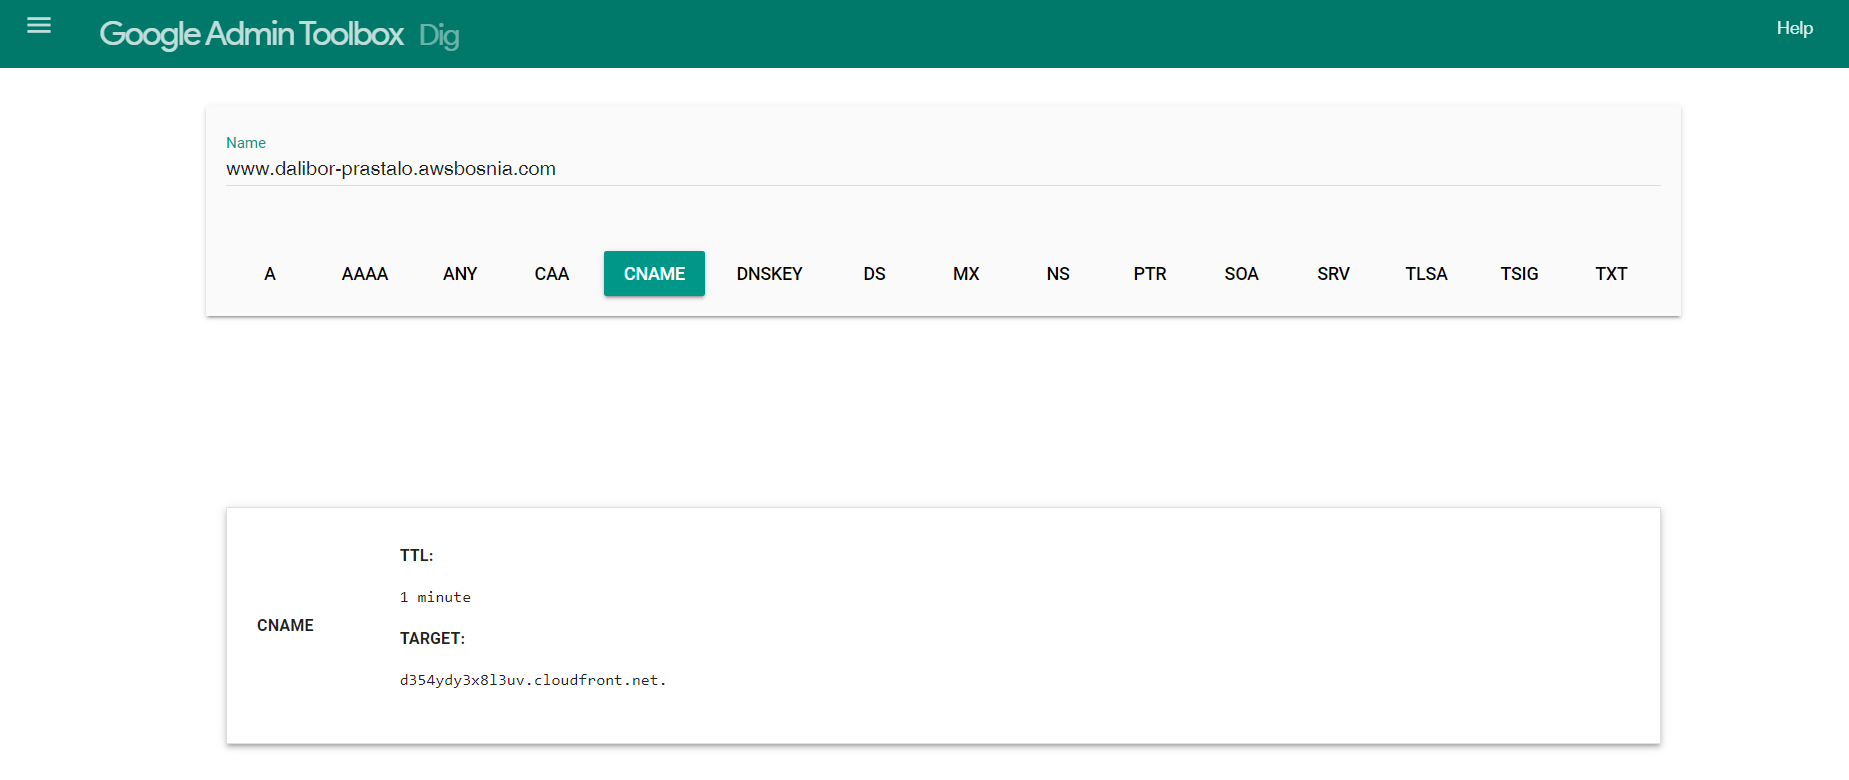 Google Admin Toolbox Dig
Help
Name
www.dalibor-prastalo.awsbosnia.com
A AAAA ANY CAA CNAME DNSKEY DS MX NS PTR SOA SRV TLSA TSIG TXT
TTL:
1 minute
CNAME
TARGET:
d354ydy3x8l3uv.cloudfront.net.